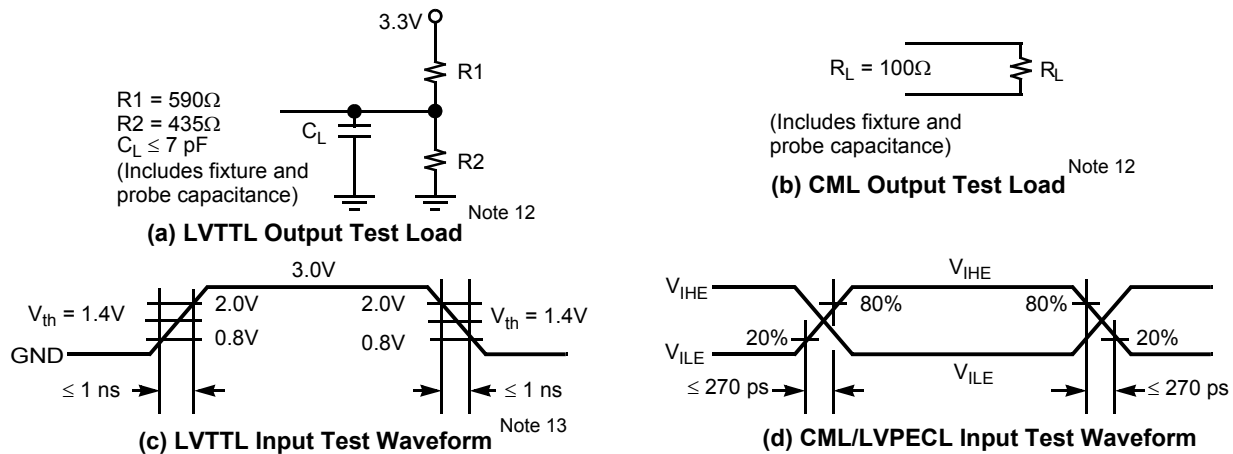 3.3V
R1
R1 = 590Ω
R2 = 435Ω
C_L ≤ 7 pF
(Includes fixture and
probe capacitance)
C_L
R2
Note 12
(a) LVTTL Output Test Load
R_L = 100Ω
R_L
(Includes fixture and
probe capacitance)
Note 12
(b) CML Output Test Load
3.0V
V_th = 1.4V
2.0V
0.8V
2.0V
0.8V
V_th = 1.4V
GND
≤ 1 ns
≤ 1 ns
Note 13
(c) LVTTL Input Test Waveform
V_IHE
V_IHE
80%
80%
20%
20%
V_ILE
V_ILE
≤ 270 ps
≤ 270 ps
(d) CML/LVPECL Input Test Waveform